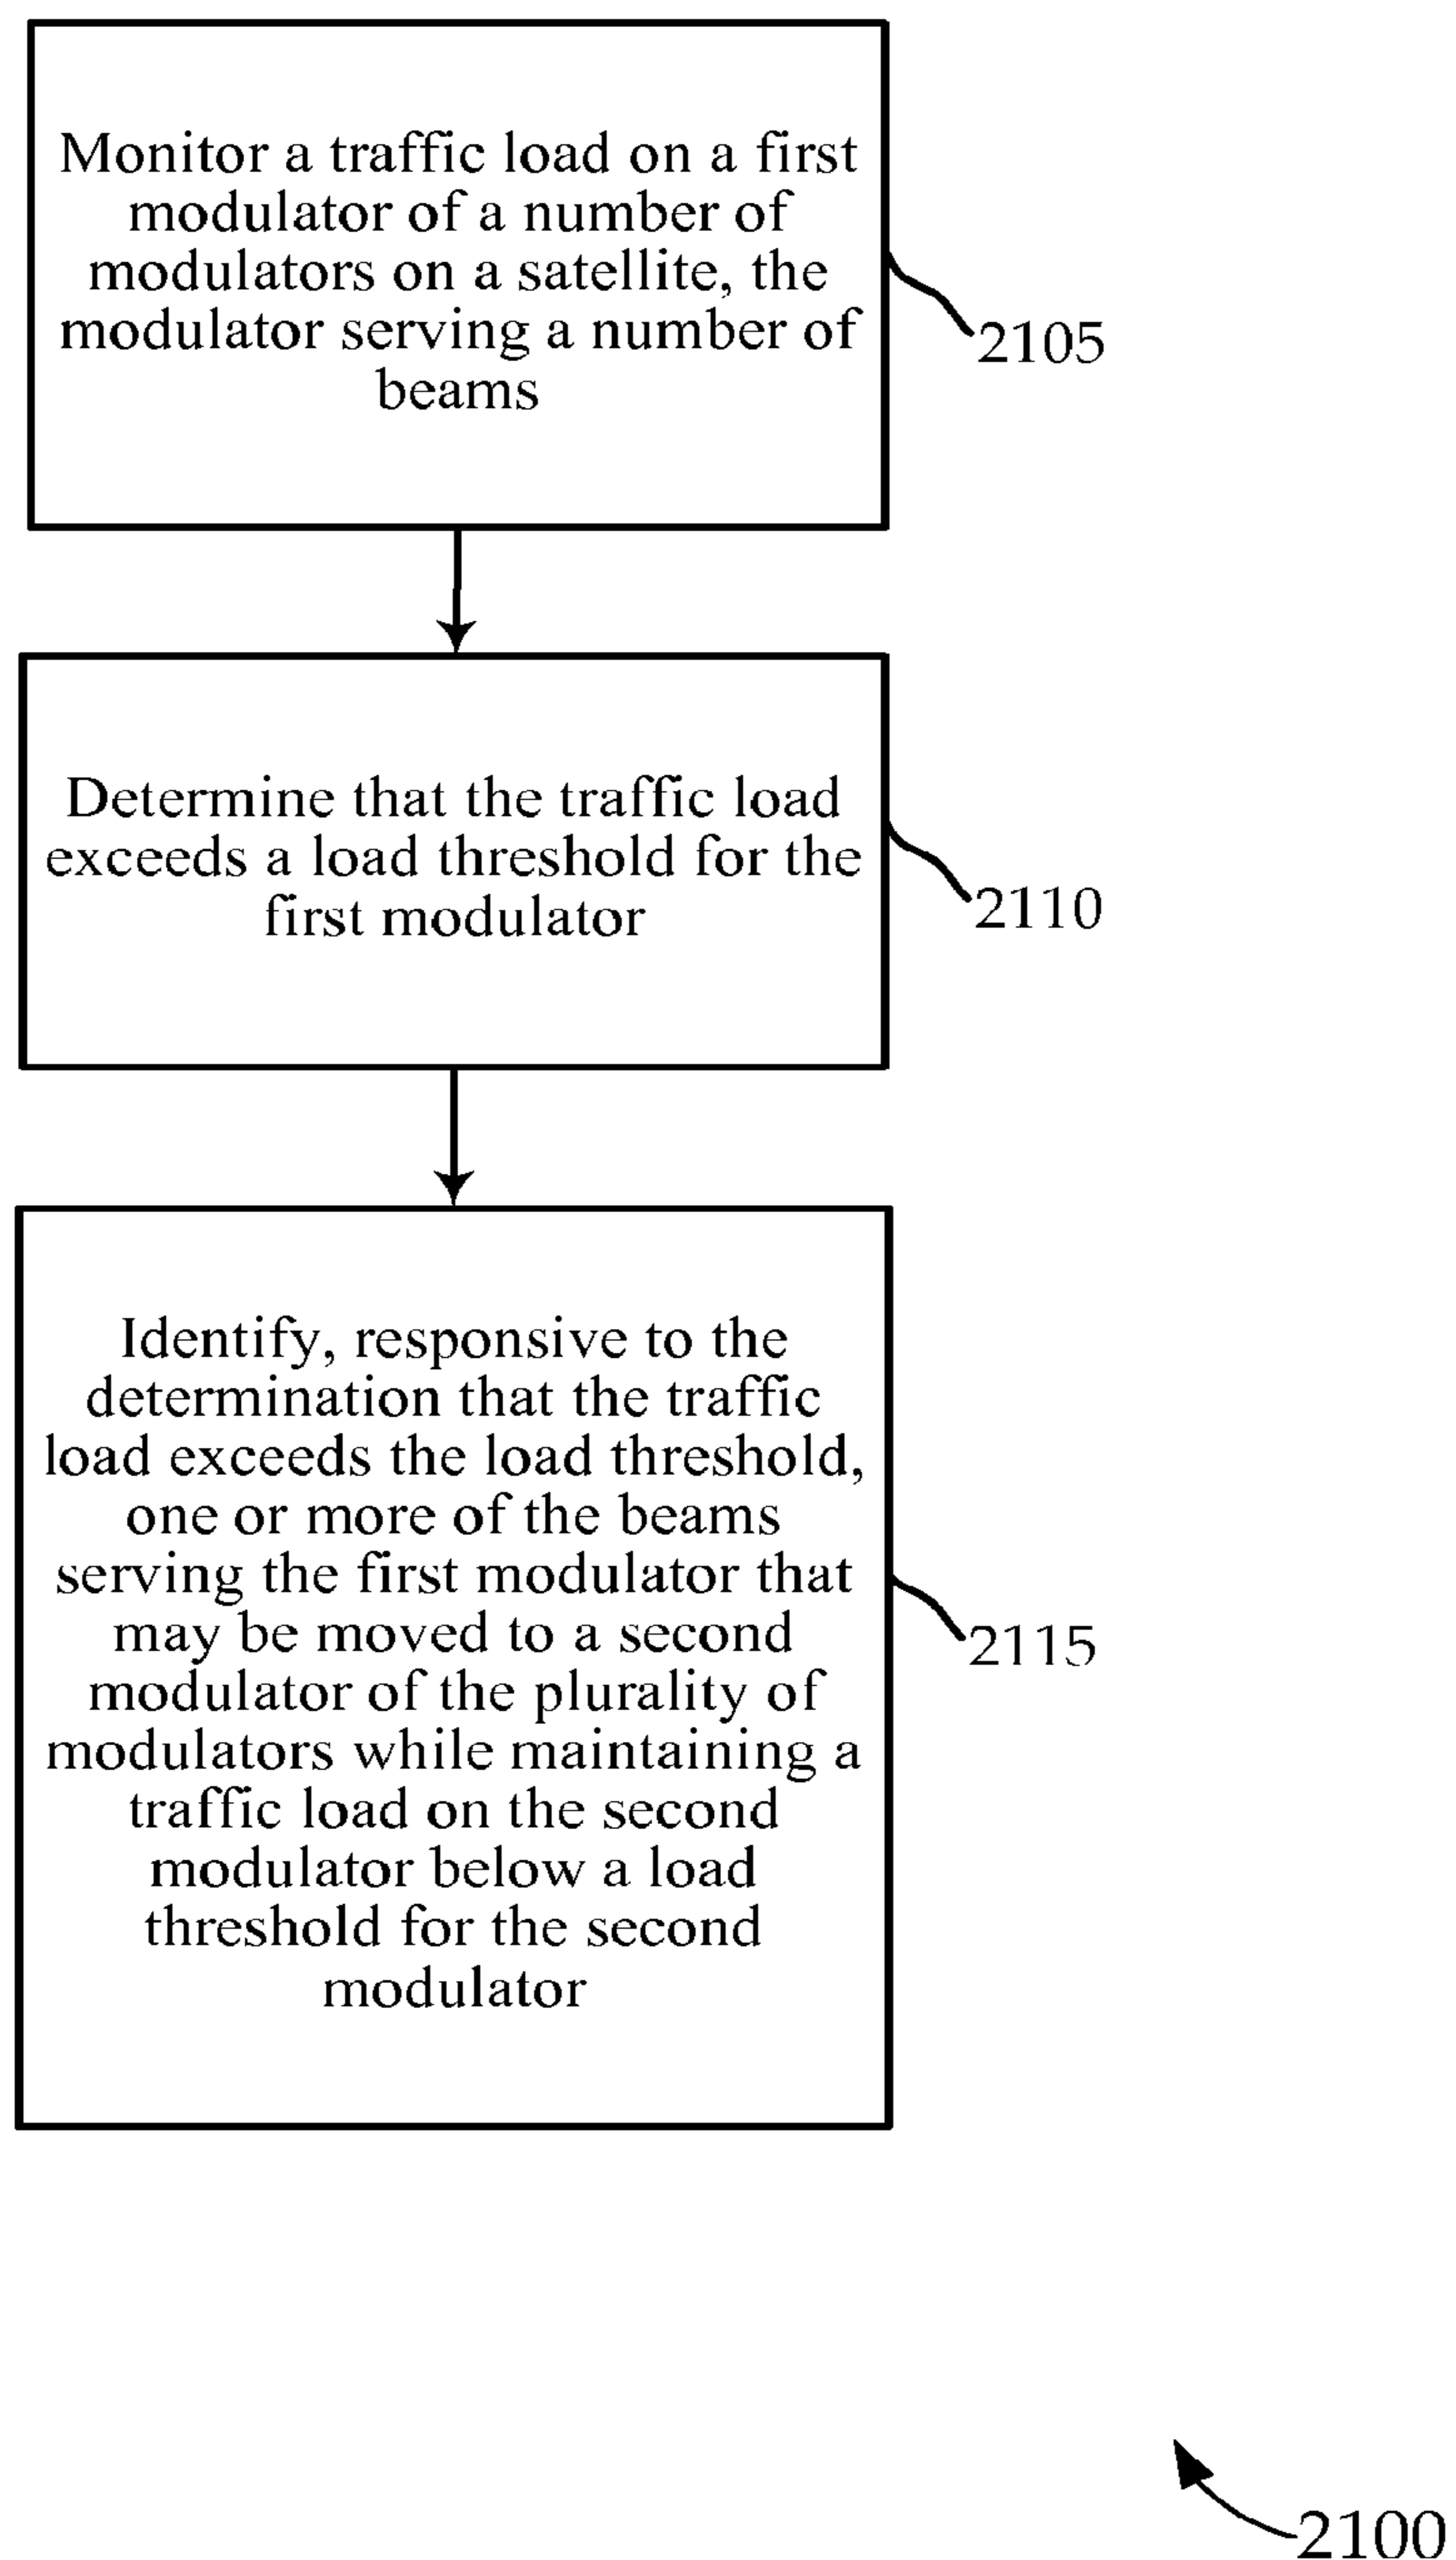 Monitor a traffic load on a first
modulator of a number of
modulators on a satellite, the
modulator serving a number of
beams
2105
Determine that the traffic load
exceeds a load threshold for the
first modulator
2110
Identify, responsive to the
determination that the traffic
load exceeds the load threshold,
one or more of the beams
serving the first modulator that
may be moved to a second
modulator of the plurality of
modulators while maintaining a
traffic load on the second
modulator below a load
threshold for the second
modulator
2115
2100